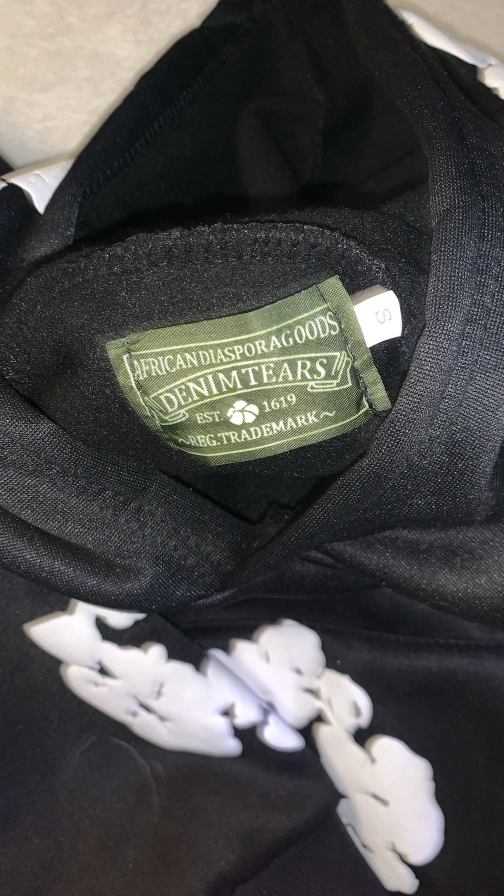 AFRICANDIASPORAGOODS
DENIMTEARS
EST. 1619
~REG.TRADEMARK~
S